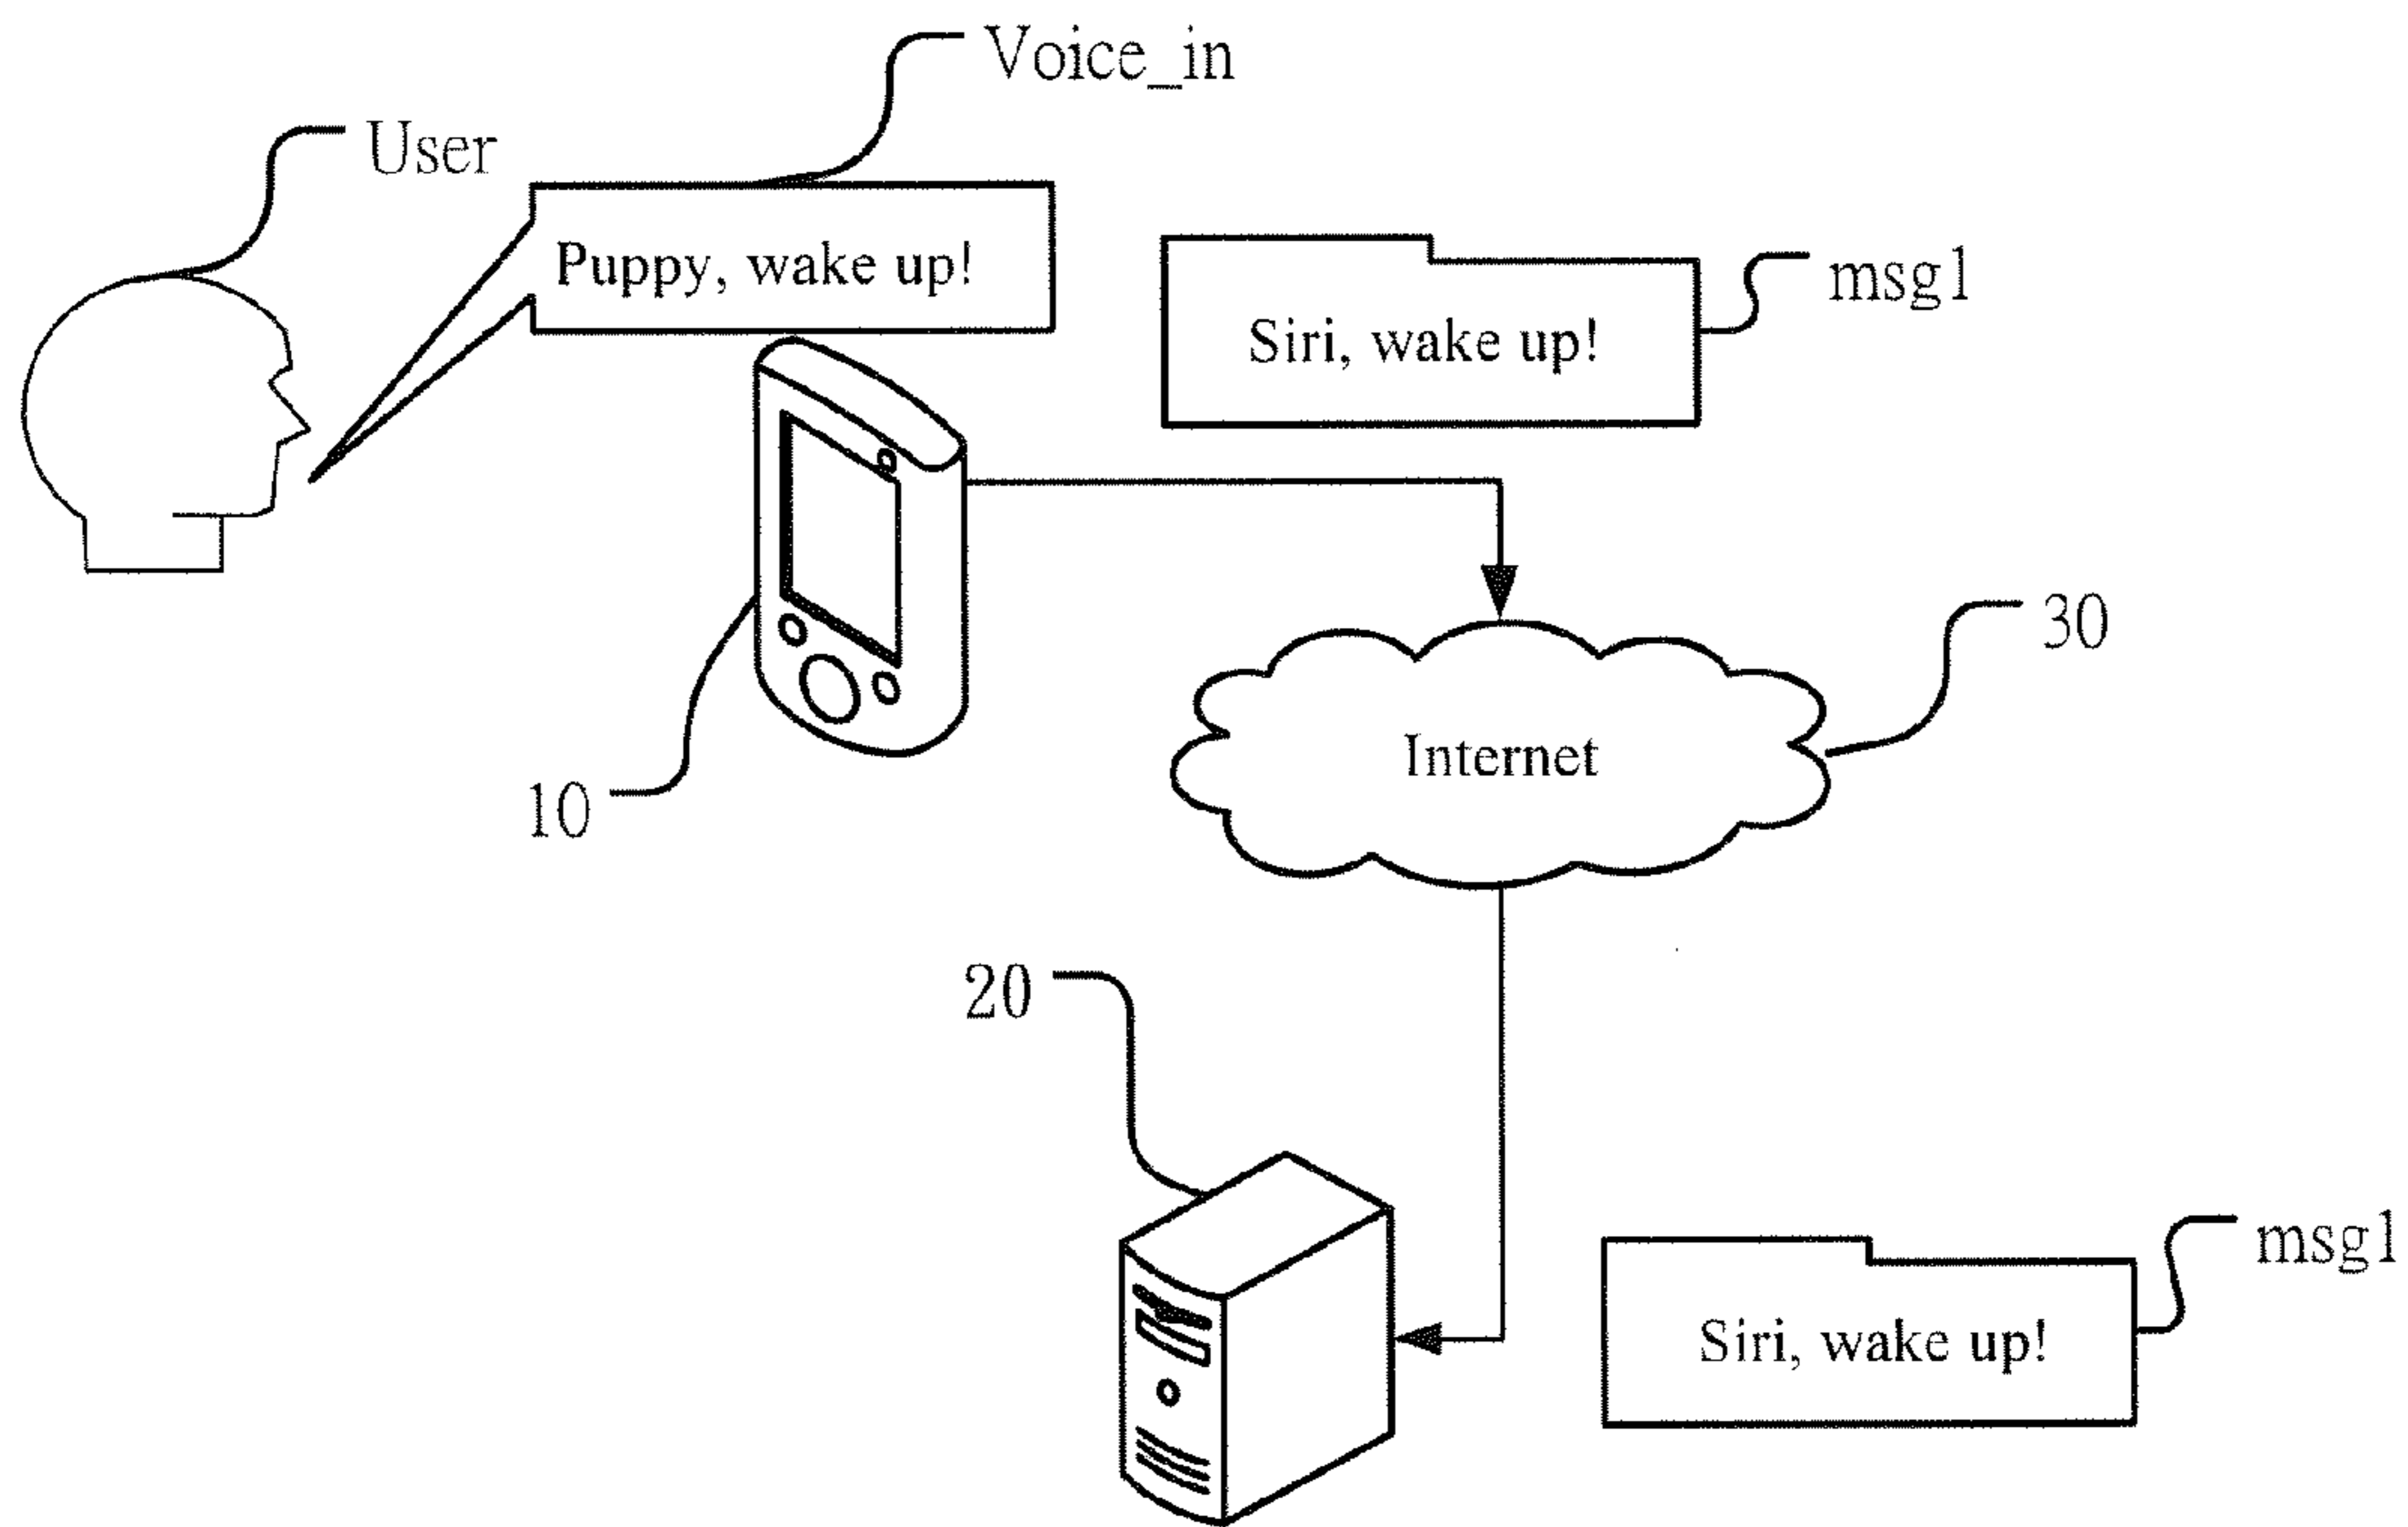 Voice_in
User
Puppy, wake up!
msg1
Siri, wake up!
30
Internet
10
20
msg1
Siri, wake up!